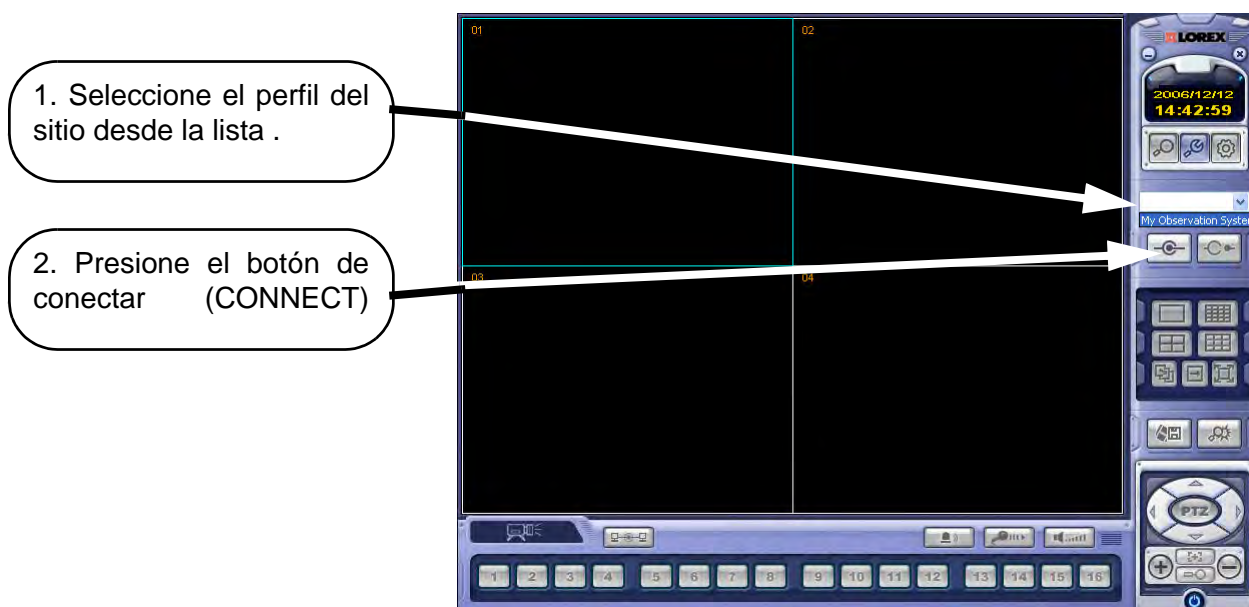 1. Seleccione el perfil del
sitio desde la lista .
2. Presione el botón de
conectar (CONNECT)
01
02
03
04
LOREX
2006/12/12
14:42:59
My Observation System
PTZ
1 2 3 4 5 6 7 8 9 10 11 12 13 14 15 16